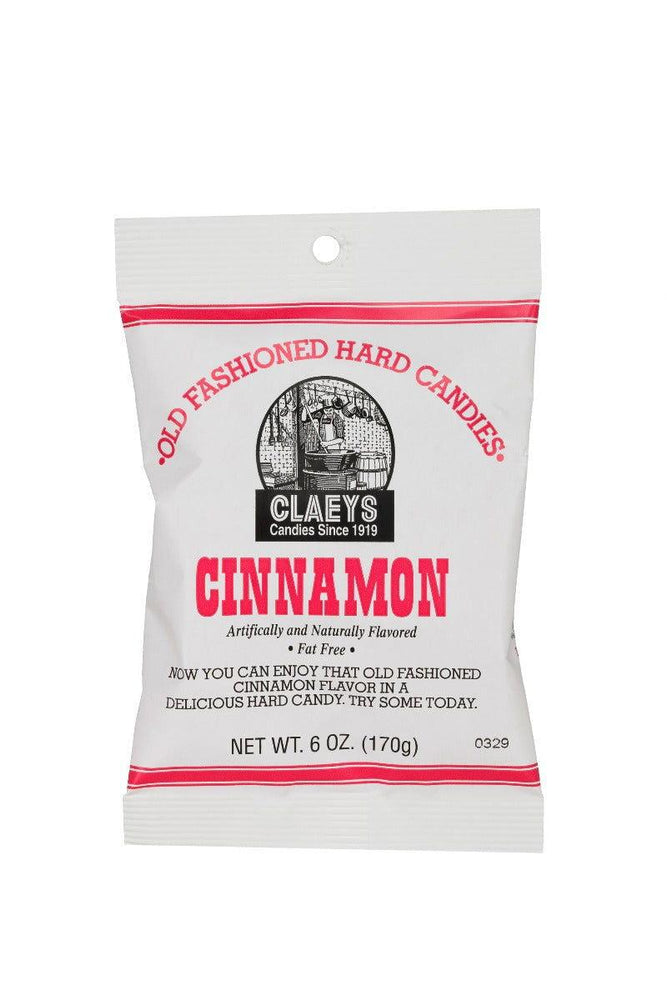 •OLD FASHIONED HARD CANDIES•
CLAEYS
Candies Since 1919
CINNAMON
Artifically and Naturally Flavored
• Fat Free •
NOW YOU CAN ENJOY THAT OLD FASHIONED
CINNAMON FLAVOR IN A
DELICIOUS HARD CANDY. TRY SOME TODAY.
NET WT. 6 OZ. (170g)
0329